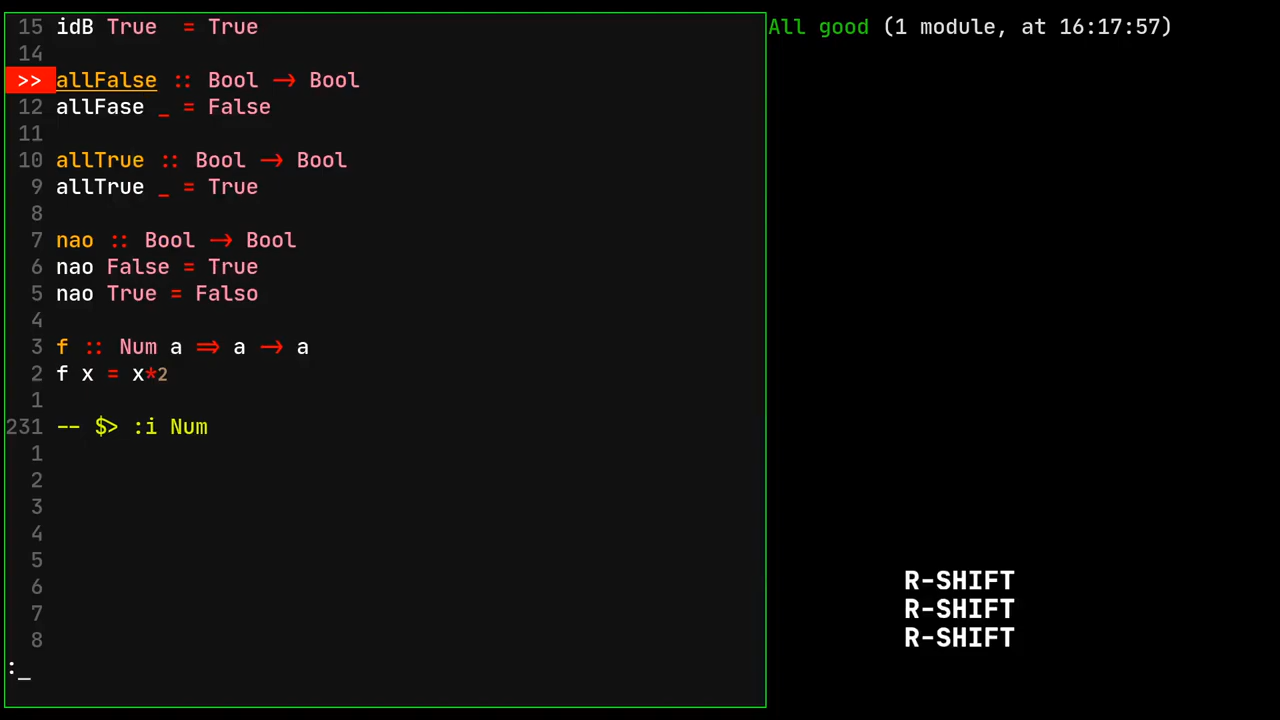 15 idB True  = True
14
>> allFalse :: Bool -> Bool
12 allFase _ = False
11
10 allTrue :: Bool -> Bool
9 allTrue _ = True
8
7 nao :: Bool -> Bool
6 nao False = True
5 nao True = Falso
4
3 f :: Num a => a -> a
2 f x = x*2
1
231 -- $> :i Num
1
2
3
4
5
6
7
8
:_
All good (1 module, at 16:17:57)
R-SHIFT
R-SHIFT
R-SHIFT